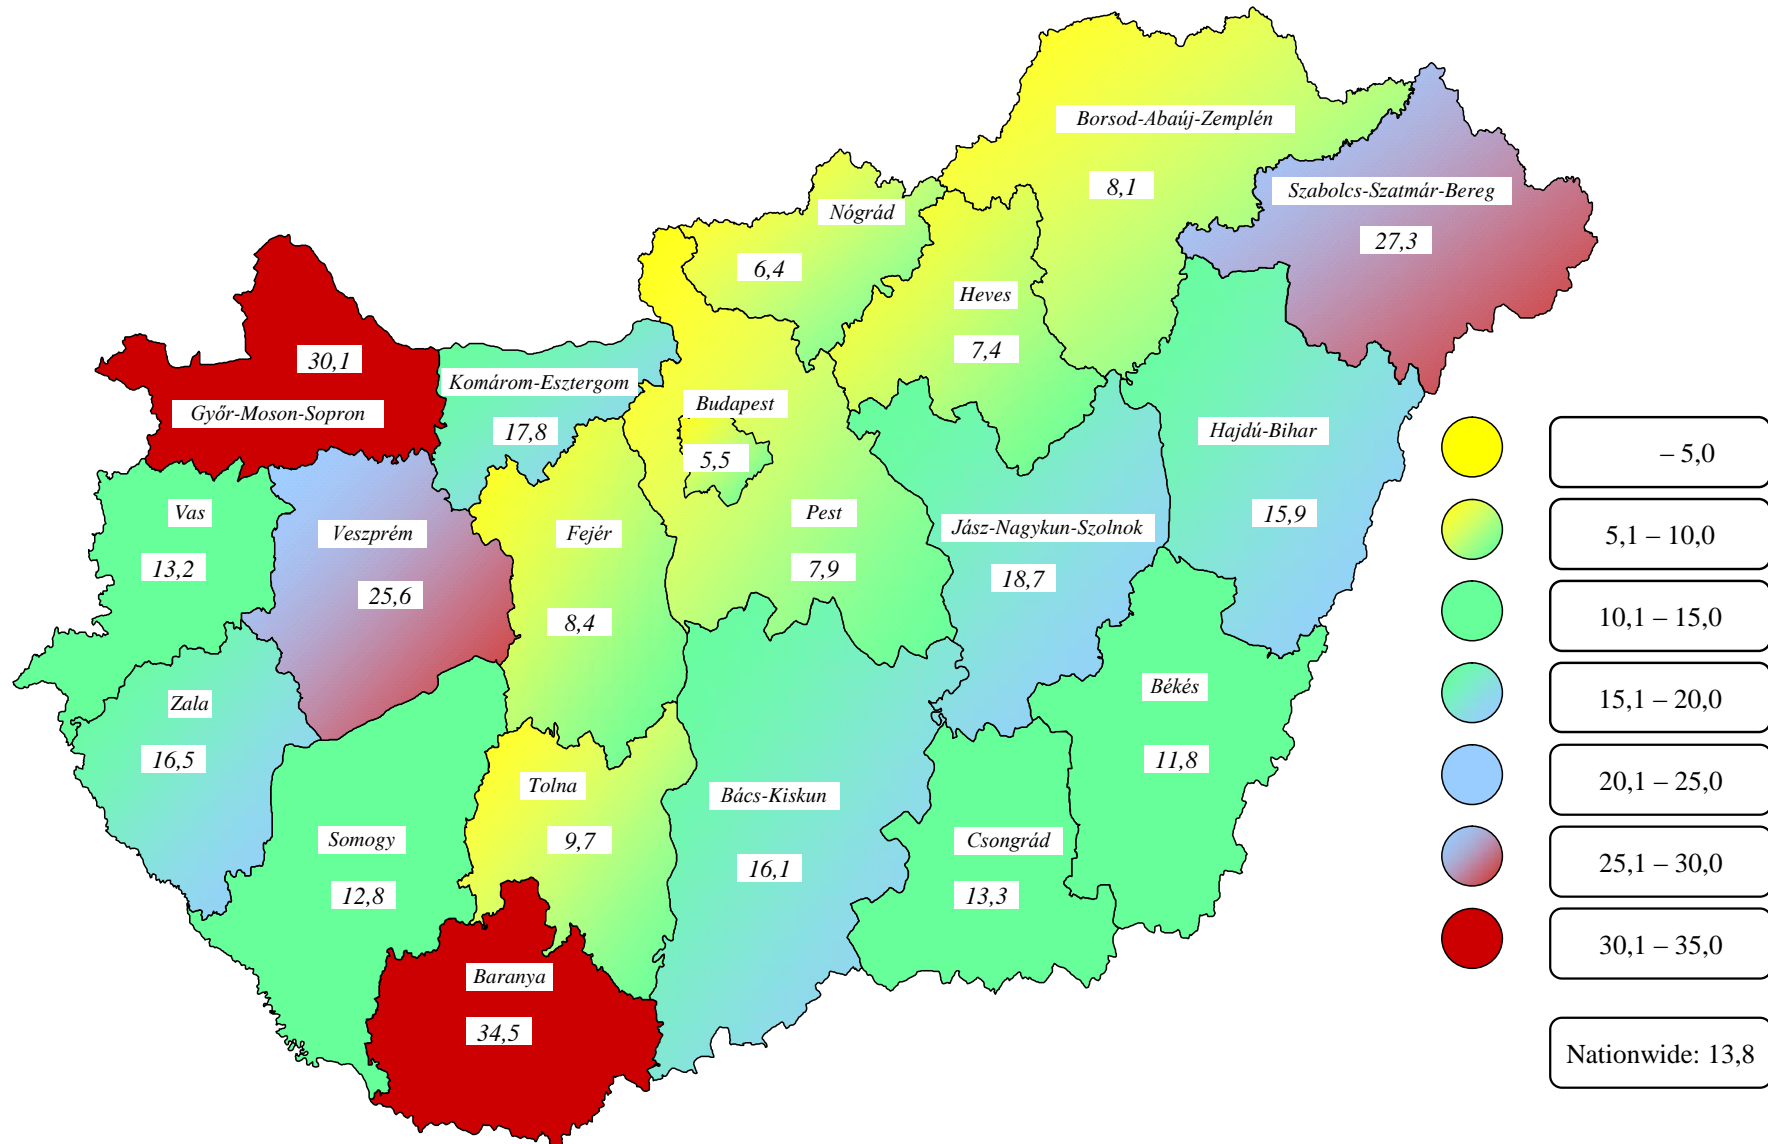 Borsod-Abaúj-Zemplén
8,1
Szabolcs-Szatmár-Bereg
27,3
Nógrád
6,4
Heves
7,4
30,1
Győr-Moson-Sopron
Komárom-Esztergom
17,8
Budapest
5,5
Hajdú-Bihar
15,9
Vas
13,2
Veszprém
25,6
Fejér
8,4
Pest
7,9
Jász-Nagykun-Szolnok
18,7
Zala
16,5
Békés
11,8
Somogy
12,8
Tolna
9,7
Bács-Kiskun
16,1
Csongrád
13,3
Baranya
34,5
– 5,0
5,1 – 10,0
10,1 – 15,0
15,1 – 20,0
20,1 – 25,0
25,1 – 30,0
30,1 – 35,0
Nationwide: 13,8